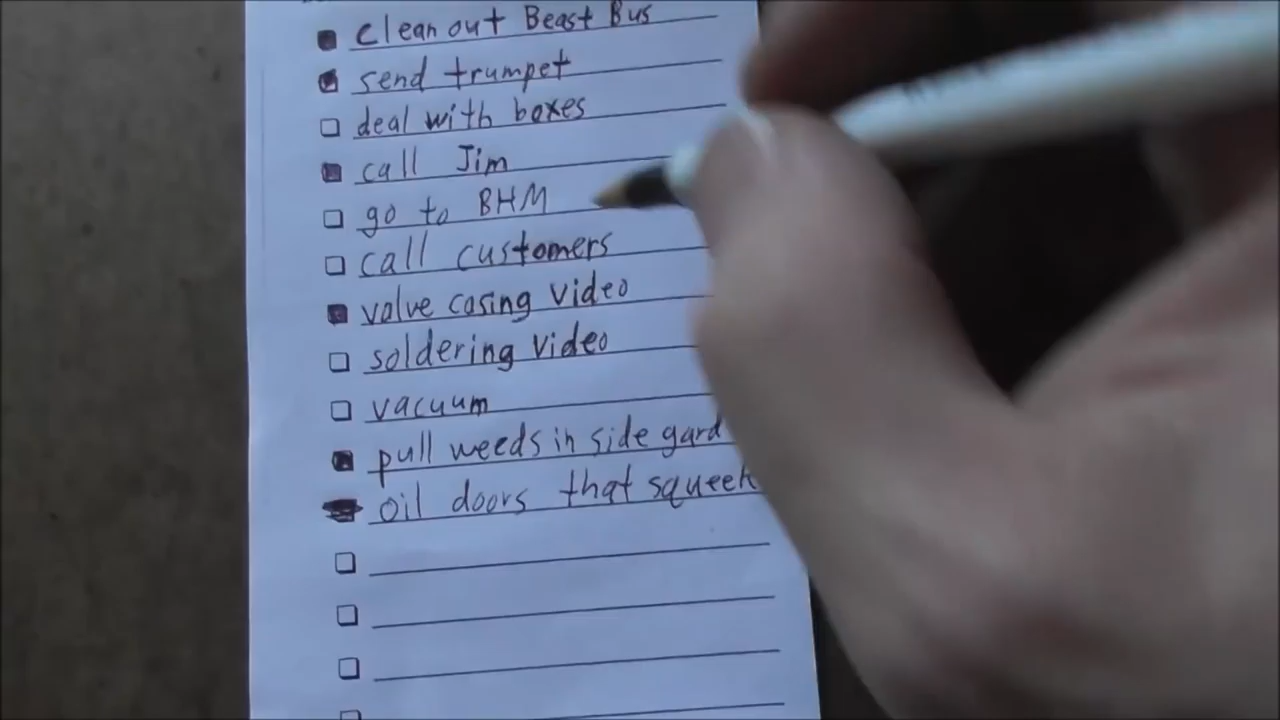 clean out Beast Bus
send trumpet
deal with boxes
call Jim
go to BHM
call customers
valve casing video
soldering video
vacuum
pull weeds in side gard
oil doors that squeek